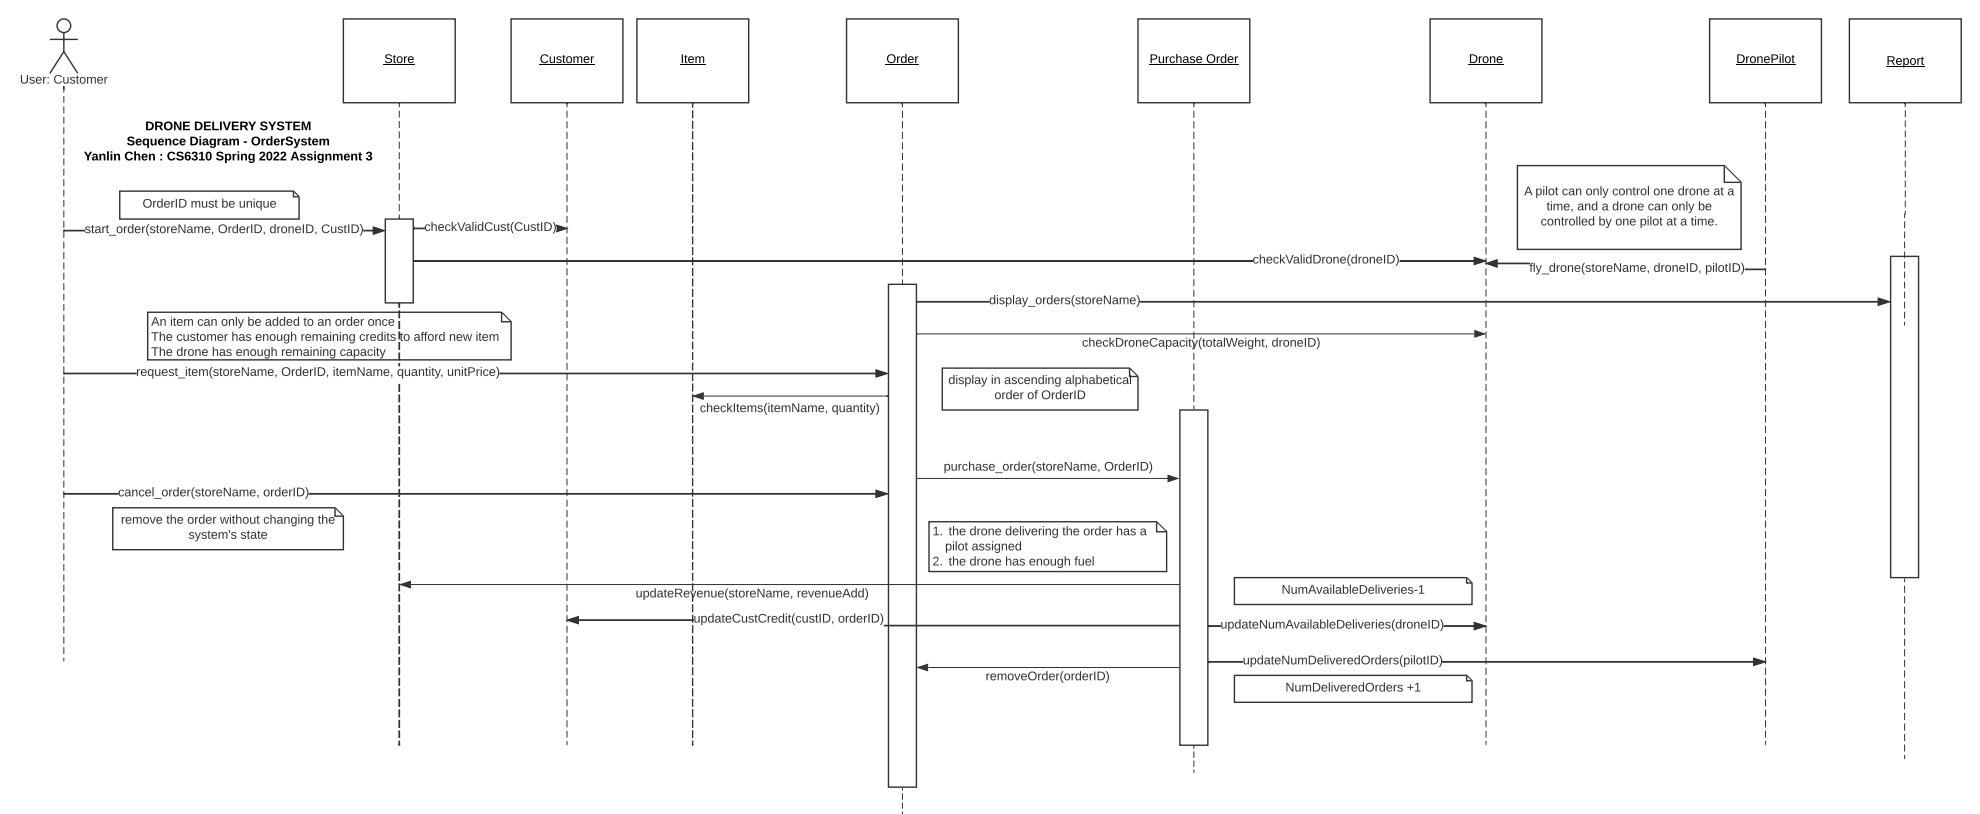 User: Customer
Store
Customer
Item
Order
Purchase Order
Drone
DronePilot
Report
DRONE DELIVERY SYSTEM
Sequence Diagram - OrderSystem
Yanlin Chen : CS6310 Spring 2022 Assignment 3
OrderID must be unique
A pilot can only control one drone at a
time, and a drone can only be
controlled by one pilot at a time.
start_order(storeName, OrderID, droneID, CustID)
checkValidCust(CustID)
checkValidDrone(droneID)
fly_drone(storeName, droneID, pilotID)
display_orders(storeName)
An item can only be added to an order once
The customer has enough remaining credits to afford new item
The drone has enough remaining capacity
checkDroneCapacity(totalWeight, droneID)
request_item(storeName, OrderID, itemName, quantity, unitPrice)
display in ascending alphabetical
order of OrderID
checkItems(itemName, quantity)
purchase_order(storeName, OrderID)
cancel_order(storeName, orderID)
remove the order without changing the
system's state
1. the drone delivering the order has a
pilot assigned
2. the drone has enough fuel
updateRevenue(storeName, revenueAdd)
NumAvailableDeliveries-1
updateCustCredit(custID, orderID)
updateNumAvailableDeliveries(droneID)
updateNumDeliveredOrders(pilotID)
removeOrder(orderID)
NumDeliveredOrders +1